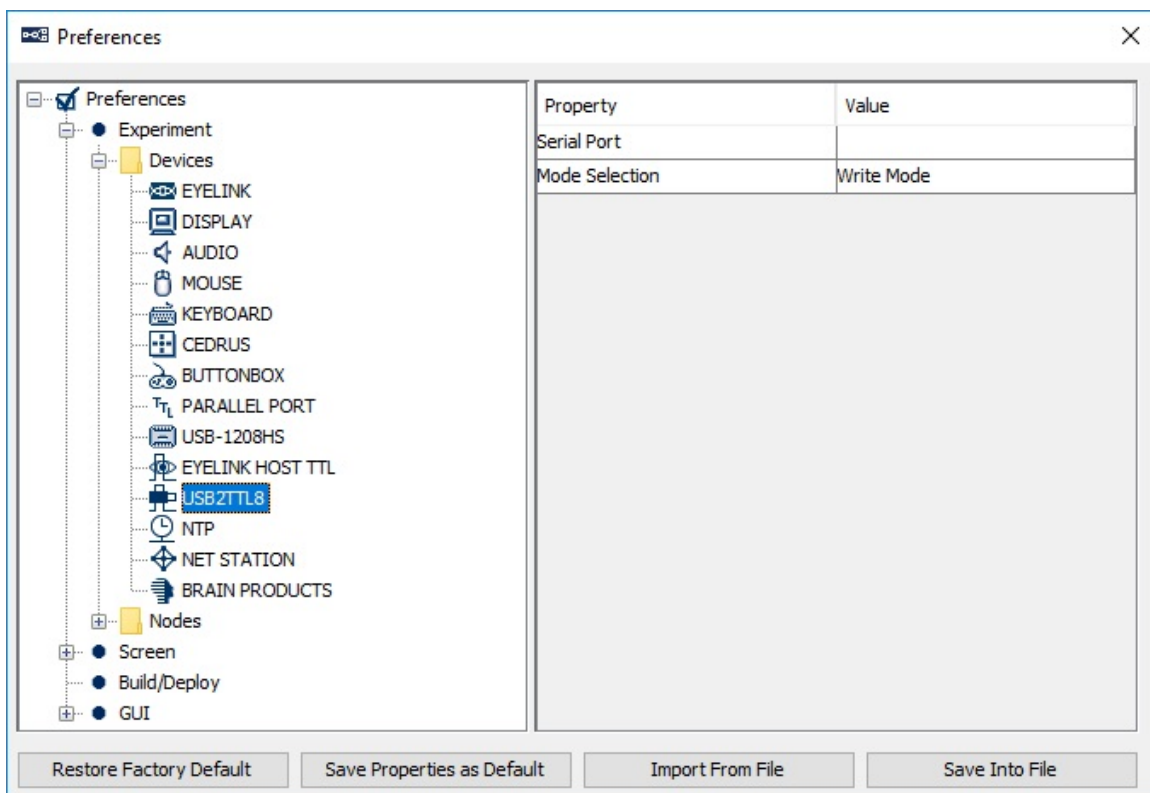 Preferences
Preferences
Experiment
Devices
EYELINK
DISPLAY
AUDIO
MOUSE
KEYBOARD
CEDRUS
BUTTONBOX
TTL PARALLEL PORT
USB-1208HS
EYELINK HOST TTL
USB2TTL8
NTP
NET STATION
BRAIN PRODUCTS
Nodes
Screen
Build/Deploy
GUI
Property Value
Serial Port
Mode Selection Write Mode
Restore Factory Default Save Properties as Default Import From File Save Into File